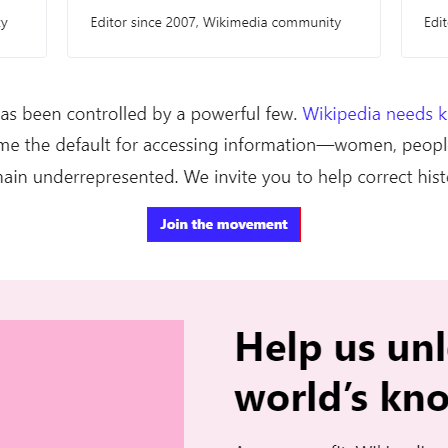 y Editor since 2007, Wikimedia community Edit
as been controlled by a powerful few. Wikipedia needs k
me the default for accessing information—women, peopl
ain underrepresented. We invite you to help correct hist
Join the movement
Help us unl
world's kno